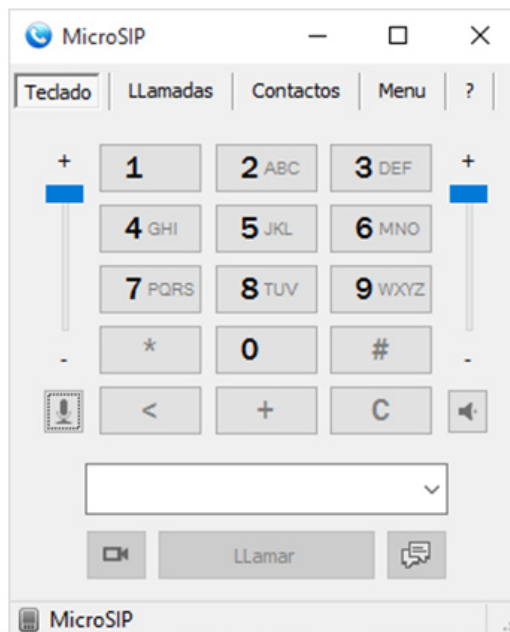 MicroSIP
Teclado LLamadas Contactos Menu ?
+ 1 2 ABC 3 DEF +
4 GHI 5 JKL 6 MNO
7 PQRS 8 TUV 9 WXYZ
- * 0 # -
< + C
LLamar
MicroSIP